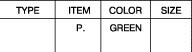 TYPE ITEM COLOR SIZE
P. GREEN